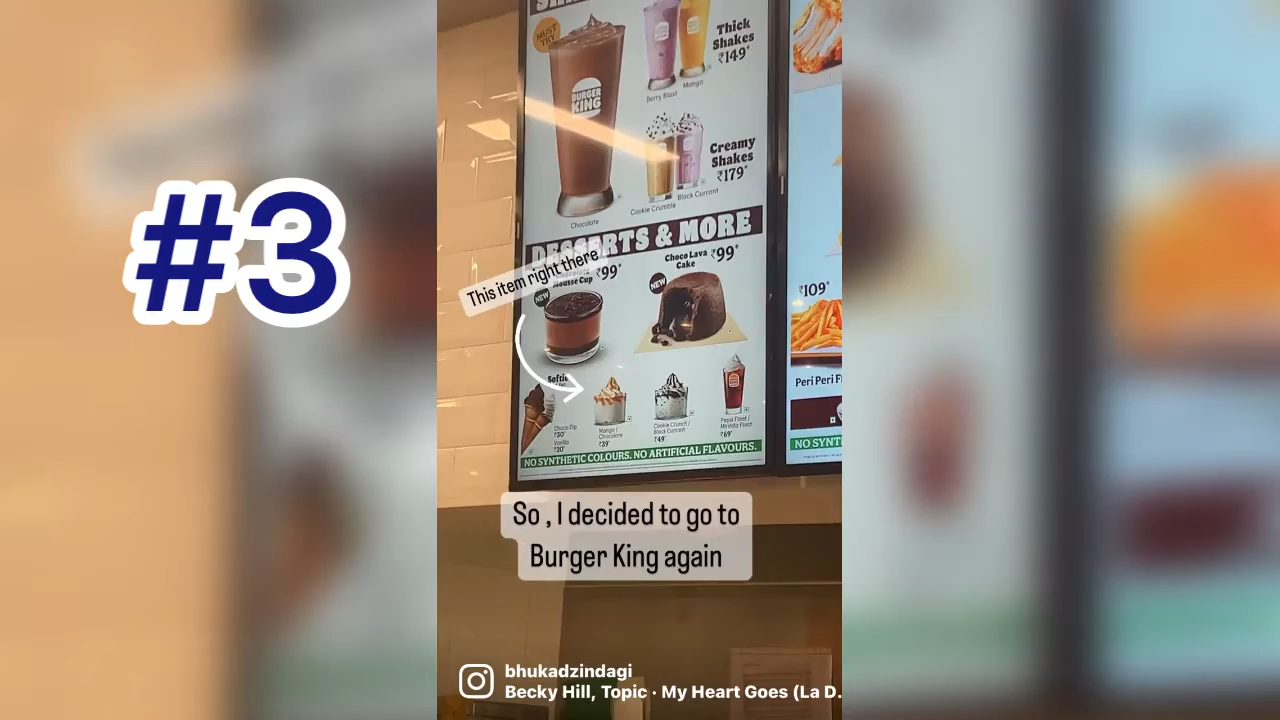 #3
MUST
TRY
BURGER
KING
Chocolate
Thick
Shakes
₹149*
Berry Blast
Mango
Creamy
Shakes
₹179*
Cookie Crumble
Black Currant
DESSERTS & MORE
This item right there
Mousse Cup
₹99*
NEW
Choco Lava
Cake
₹99*
NEW
Softie
Choco Dip
₹30*
Vanilla
₹20*
Mango /
Chocolate
₹39*
Cookie Crunch /
Black Currant
₹49*
Pepsi Float /
Mirinda Float
₹69*
NO SYNTHETIC COLOURS. NO ARTIFICIAL FLAVOURS.
₹109*
Peri Peri F
NO SYNT
So , I decided to go to
Burger King again
bhukadzindagi
Becky Hill, Topic · My Heart Goes (La D.